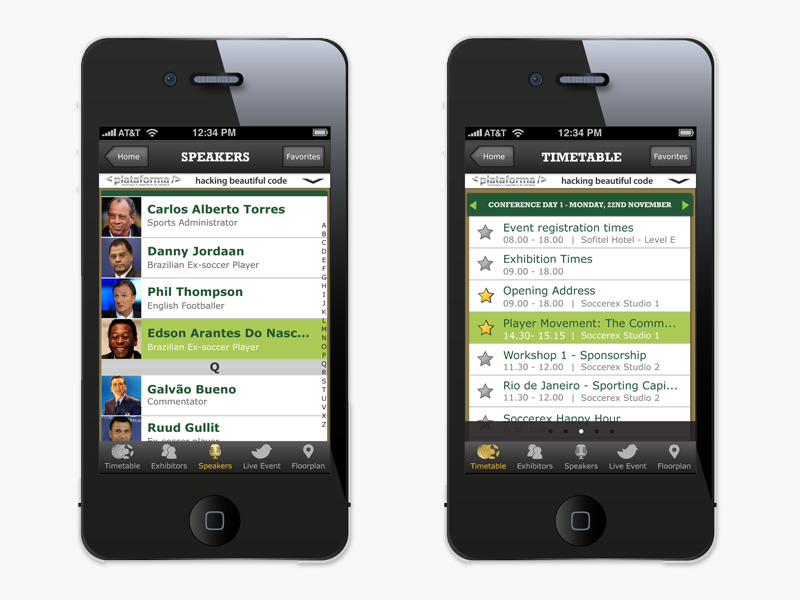 AT&T 12:34 PM
Home SPEAKERS Favorites
<plataforma/> hacking beautiful code
Carlos Alberto Torres
Sports Administrator
Danny Jordaan
Brazilian Ex-soccer Player
Phil Thompson
English Footballer
Edson Arantes Do Nasc...
Brazilian Ex-soccer Player
Q
Galvão Bueno
Commentator
Ruud Gullit
Ex-soccer player
A
B
C
D
E
F
G
H
I
J
K
L
M
N
O
P
Q
R
S
T
U
V
X
Z
Timetable Exhibitors Speakers Live Event Floorplan
AT&T 12:34 PM
Home TIMETABLE Favorites
<plataforma/> hacking beautiful code
CONFERENCE DAY 1 - MONDAY, 22ND NOVEMBER
Event registration times
08.00 - 18.00 | Sofitel Hotel - Level E
Exhibition Times
09.00 - 18.00
Opening Address
09.00 - 18.00 | Soccerex Studio 1
Player Movement: The Comm...
14.30- 15.15 | Soccerex Studio 1
Workshop 1 - Sponsorship
11.30 - 12.00 | Soccerex Studio 2
Rio de Janeiro - Sporting Capi...
11.30 - 12.00 | Soccerex Studio 2
Soccerex Happy Hour
Timetable Exhibitors Speakers Live Event Floorplan